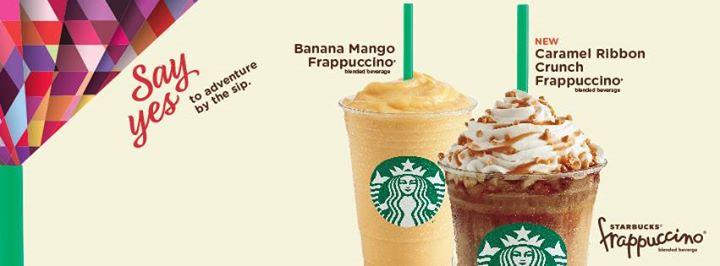 Say
yes
to adventure
by the sip.
Banana Mango
Frappuccino®
blended beverage
NEW
Caramel Ribbon
Crunch
Frappuccino®
blended beverage
STARBUCKS®
frappuccino®
blended beverage